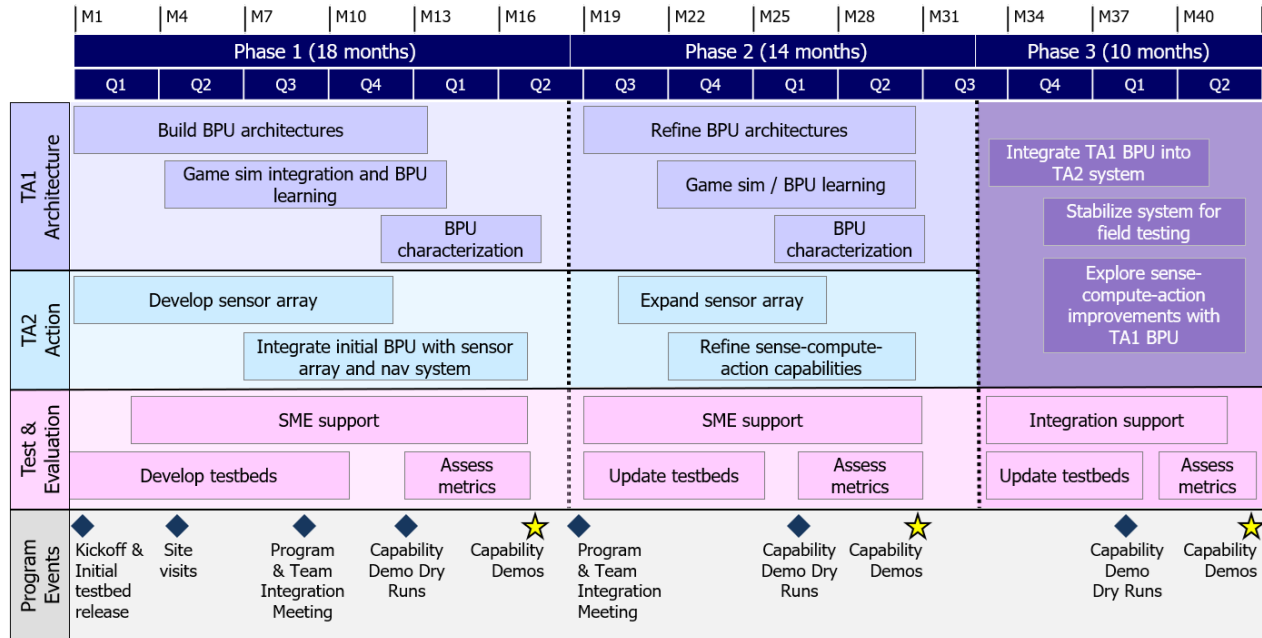 M1 M4 M7 M10 M13 M16 M19 M22 M25 M28 M31 M34 M37 M40
Phase 1 (18 months) Phase 2 (14 months) Phase 3 (10 months)
Q1 Q2 Q3 Q4 Q1 Q2 Q3 Q4 Q1 Q2 Q3 Q4 Q1 Q2
TA1
Architecture
Build BPU architectures
Game sim integration and BPU
learning
BPU
characterization
Refine BPU architectures
Game sim / BPU learning
BPU
characterization
Integrate TA1 BPU into
TA2 system
Stabilize system for
field testing
Explore sense-
compute-action
improvements with
TA1 BPU
TA2
Action
Develop sensor array
Integrate initial BPU with sensor
array and nav system
Expand sensor array
Refine sense-compute-
action capabilities
Test &
Evaluation
SME support
Develop testbeds
Assess
metrics
SME support
Update testbeds
Assess
metrics
Integration support
Update testbeds
Assess
metrics
Program
Events
Kickoff &
Initial
testbed
release
Site
visits
Program
& Team
Integration
Meeting
Capability
Demo Dry
Runs
Capability
Demos
Program
& Team
Integration
Meeting
Capability
Demo Dry
Runs
Capability
Demos
Capability
Demo
Dry Runs
Capability
Demos